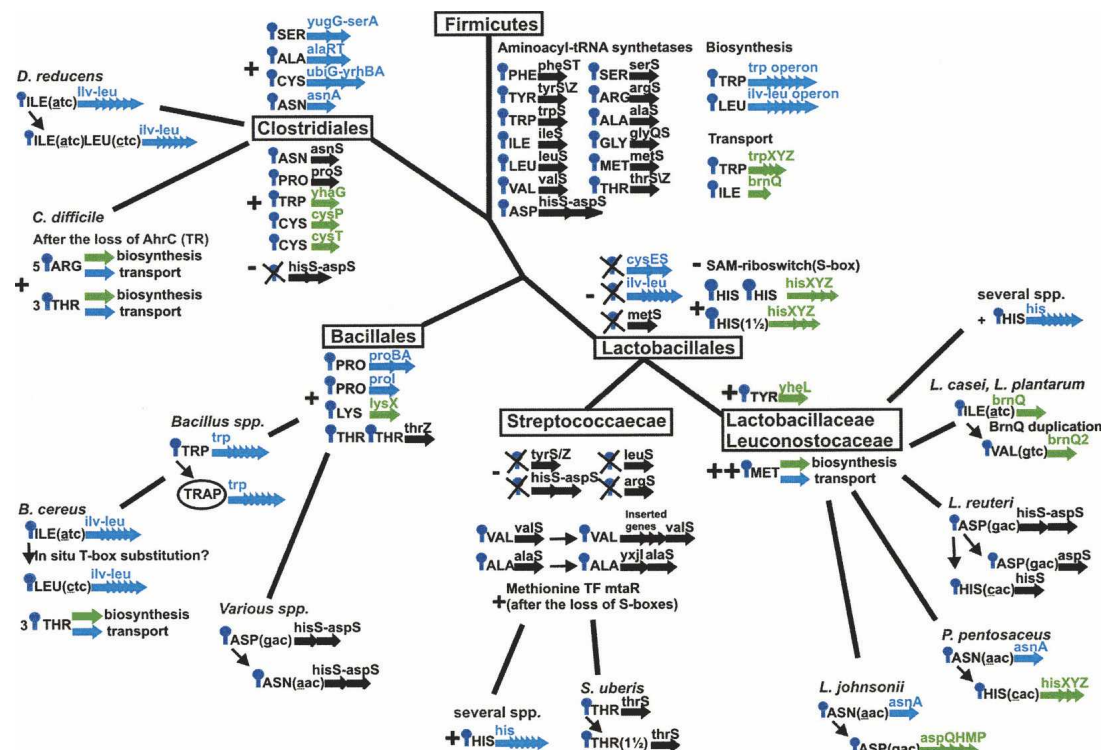 Firmicutes
Aminoacyl-tRNA synthetases
PHE pheST
SER serS
TYR tyrS\Z
ARG argS
TRP trpS
ALA alaS
ILE ileS
GLY glyQS
LEU leuS
MET metS
VAL valS
THR thrS\Z
ASP hisS-aspS
Biosynthesis
TRP trp operon
LEU ilv-leu operon
Transport
TRP trpXYZ
ILE brnQ
+
SER yugG-serA
ALA alaRT
CYS ubiG-yrhBA
ASN asnA
Clostridiales
ASN asnS
PRO proS
+ TRP yhaG
CYS cysP
CYS cysT
- hisS-aspS
D. reducens
ILE(atc) Ilv-leu
ILE(atc)LEU(ctc) ilv-leu
C. difficile
After the loss of AhrC (TR)
5 ARG biosynthesis
transport
+
3 THR biosynthesis
transport
Bacillales
+
PRO proBA
PRO proI
LYS lysX
THR THR thrZ
Bacillus spp.
TRP trp
TRAP trp
B. cereus
ILE(atc) ilv-leu
In situ T-box substitution?
LEU(ctc) ilv-leu
3 THR biosynthesis
transport
Various spp.
ASP(gac) hisS-aspS
ASN(aac) hisS-aspS
-
cysES
ilv-leu
metS
- SAM-riboswitch(S-box)
+
HIS HIS hisXYZ
HIS(1½) hisXYZ
Lactobacillales
Streptococcaecae
-
tyrS/Z
leuS
hisS-aspS
argS
VAL valS
VAL Inserted genes valS
ALA alaS
ALA yxjI alaS
Methionine TF mtaR
+(after the loss of S-boxes)
several spp.
+ HIS his
S. uberis
THR thrS
THR(1½) thrS
+ TYR yheL
Lactobacillaceae
Leuconostocaceae
++ MET biosynthesis
transport
several spp.
+ HIS his
L. casei, L. plantarum
ILE(atc) brnQ
BrnQ duplication
VAL(gtc) brnQ2
L. reuteri
ASP(gac) hisS-aspS
ASP(gac) aspS
HIS(cac) hisS
P. pentosaceus
ASN(aac) asnA
HIS(cac) hisXYZ
L. johnsonii
ASN(aac) asnA
ASP(gac) aspQHMP